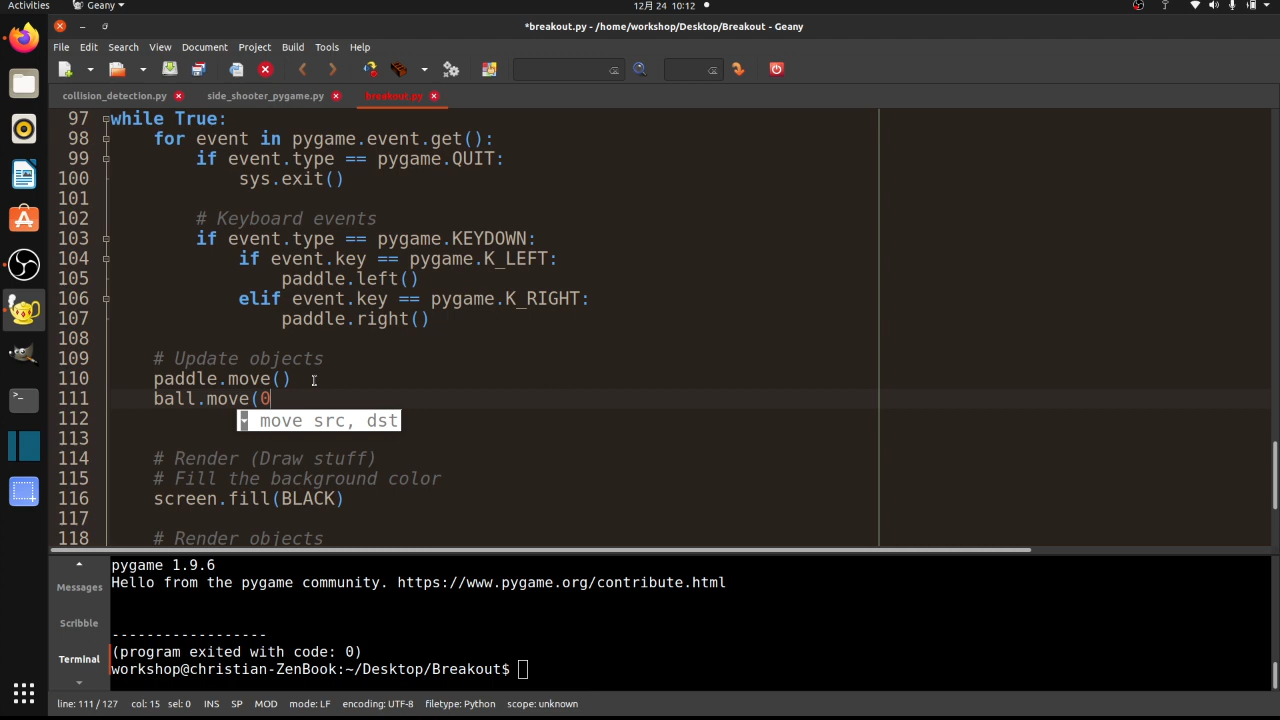 Activities
Geany
12月 24 10:12
*breakout.py - /home/workshop/Desktop/Breakout - Geany
File Edit Search View Document Project Build Tools Help
collision_detection.py side_shooter_pygame.py breakout.py
97 while True:
98 for event in pygame.event.get():
99 if event.type == pygame.QUIT:
100 sys.exit()
101
102 # Keyboard events
103 if event.type == pygame.KEYDOWN:
104 if event.key == pygame.K_LEFT:
105 paddle.left()
106 elif event.key == pygame.K_RIGHT:
107 paddle.right()
108
109 # Update objects
110 paddle.move()
111 ball.move(0
112 move src, dst
113
114 # Render (Draw stuff)
115 # Fill the background color
116 screen.fill(BLACK)
117
118 # Render objects
Messages
Scribble
Terminal
pygame 1.9.6
Hello from the pygame community. https://www.pygame.org/contribute.html
------------------
(program exited with code: 0)
workshop@christian-ZenBook:~/Desktop/Breakout$
line: 111 / 127 col: 15 sel: 0 INS SP MOD mode: LF encoding: UTF-8 filetype: Python scope: unknown